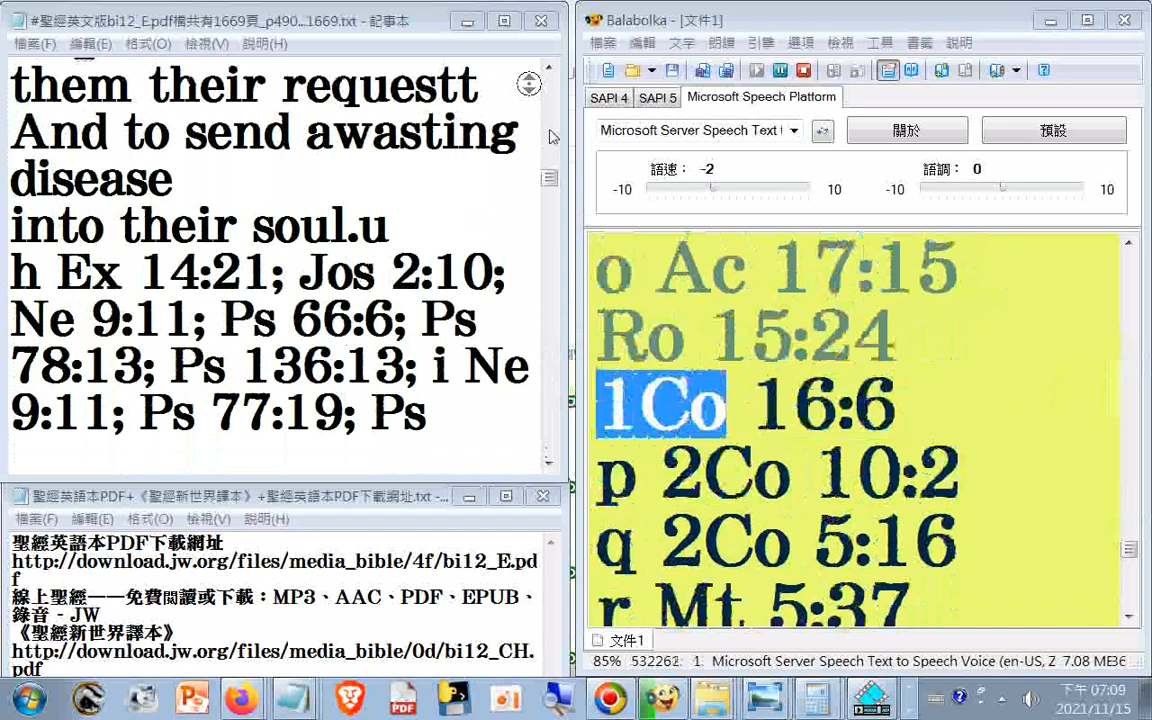 #聖經英文版bi12_E.pdf檔共有1669頁_p490...1669.txt - 記事本
檔案(F) 編輯(E) 格式(O) 檢視(V) 說明(H)
them their requestt
And to send awasting
disease
into their soul.u
h Ex 14:21; Jos 2:10;
Ne 9:11; Ps 66:6; Ps
78:13; Ps 136:13; i Ne
9:11; Ps 77:19; Ps
聖經英語本PDF+《聖經新世界譯本》+聖經英語本PDF下載網址.txt - ...
檔案(F) 編輯(E) 格式(O) 檢視(V) 說明(H)
聖經英語本PDF下載網址
http://download.jw.org/files/media_bible/4f/bi12_E.pd
f
線上聖經——免費閱讀或下載：MP3、AAC、PDF、EPUB、
錄音 - JW
《聖經新世界譯本》
http://download.jw.org/files/media_bible/0d/bi12_CH.
pdf
Balabolka - [文件1]
檔案 編輯 文字 朗讀 引擎 選項 檢視 工具 書籤 說明
SAPI 4 SAPI 5 Microsoft Speech Platform
Microsoft Server Speech Text 關於 預設
語速： -2 語調： 0
-10 10 -10 10
o Ac 17:15
Ro 15:24
1Co 16:6
p 2Co 10:2
q 2Co 5:16
r Mt 5:37
文件1
85% 532262: 1 Microsoft Server Speech Text to Speech Voice (en-US, Z 7.08 ME
下午 07:09
2021/11/15